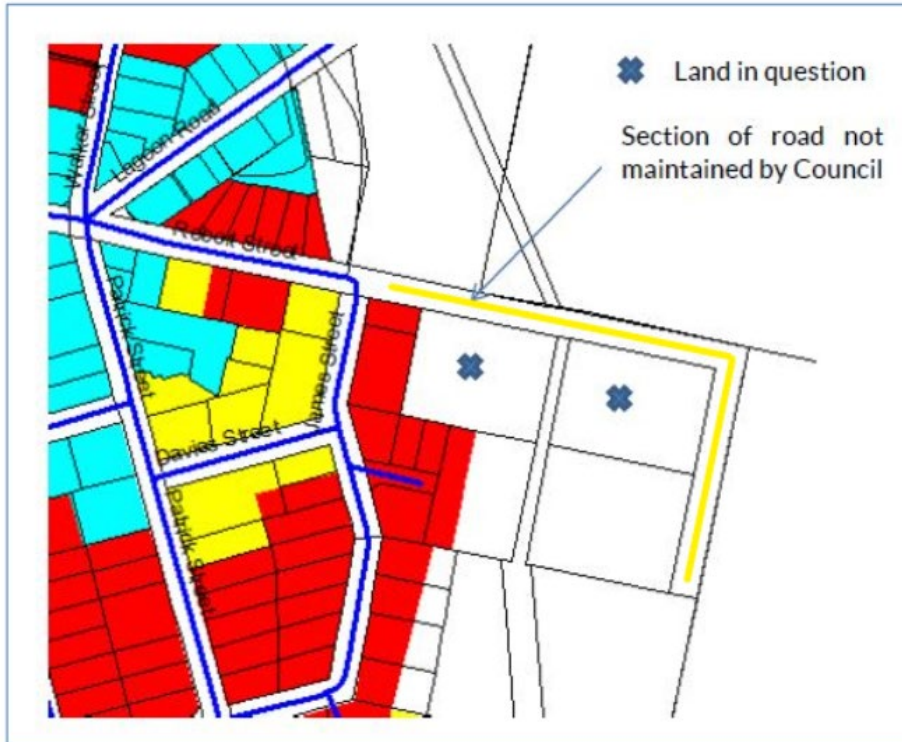 Land in question
Section of road not
maintained by Council
Walker Street
Lagoon Road
Robert Street
Patrick Street
James Street
Davies Street
Patrick Street